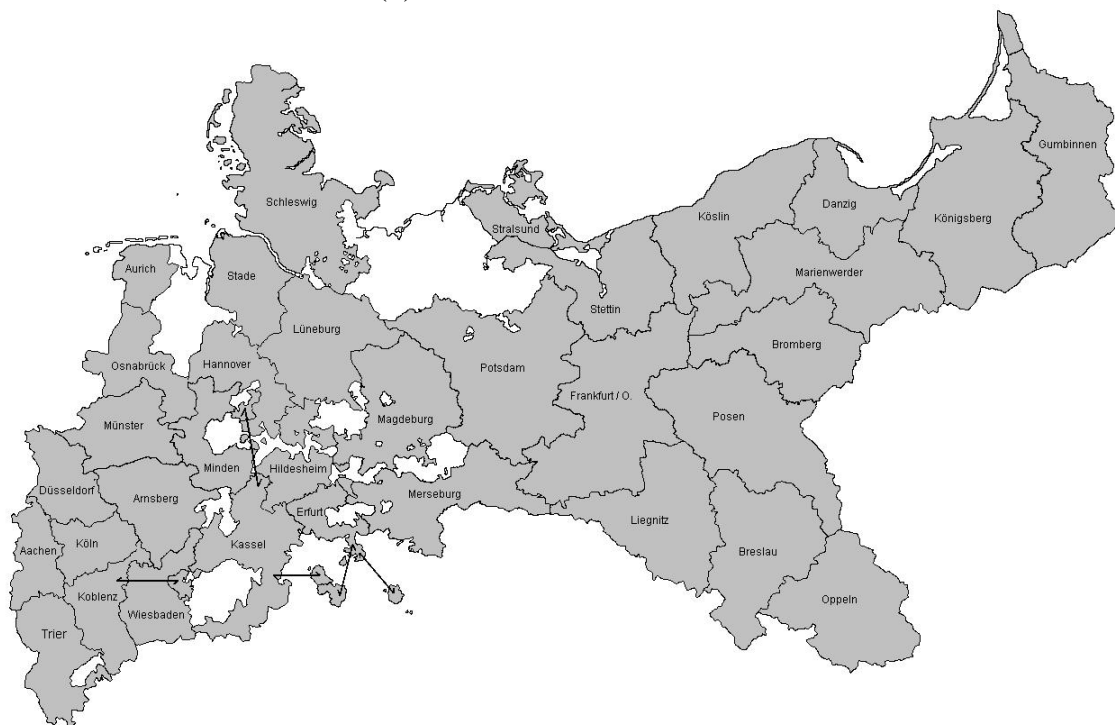 Gumbinnen
Schleswig
Köslin
Danzig
Königsberg
Stralsund
Aurich
Stade
Marienwerder
Stettin
Lüneburg
Bromberg
Osnabrück
Hannover
Potsdam
Frankfurt / O.
Posen
Münster
Magdeburg
Minden
Hildesheim
Düsseldorf
Arnsberg
Merseburg
Erfurt
Liegnitz
Aachen
Köln
Kassel
Breslau
Koblenz
Oppeln
Wiesbaden
Trier